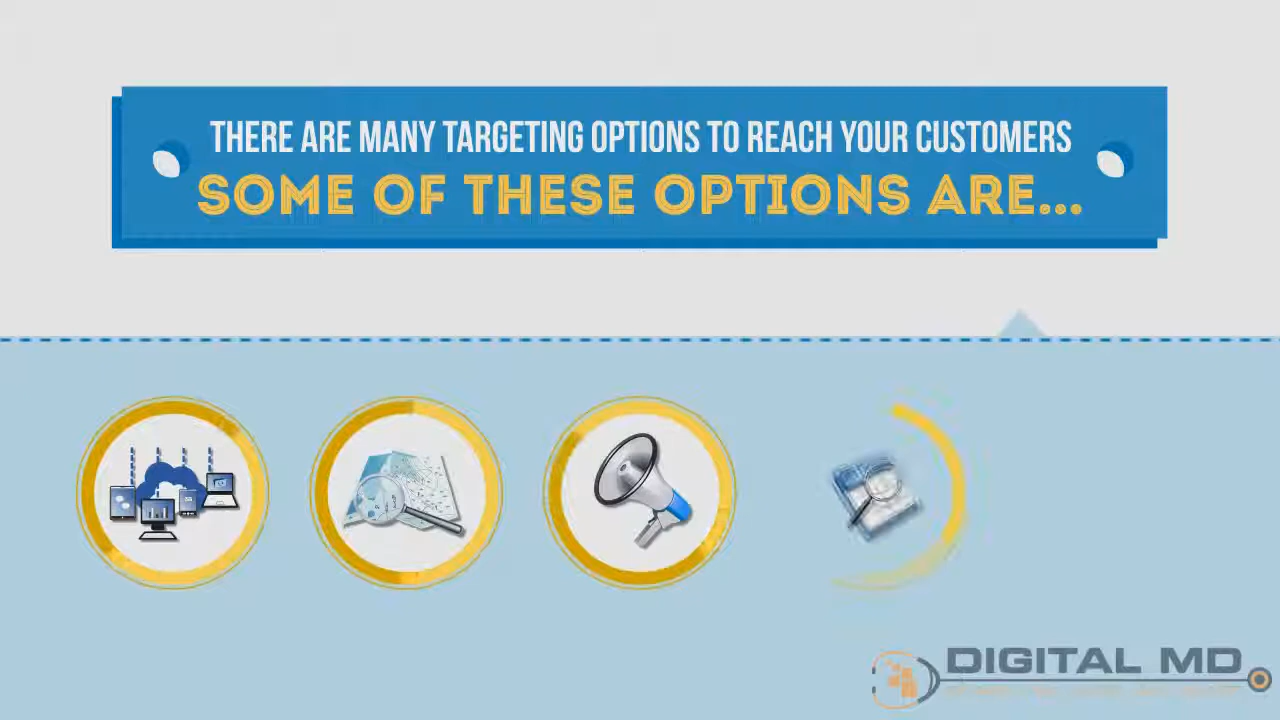 THERE ARE MANY TARGETING OPTIONS TO REACH YOUR CUSTOMERS
SOME OF THESE OPTIONS ARE...
DIGITAL MD